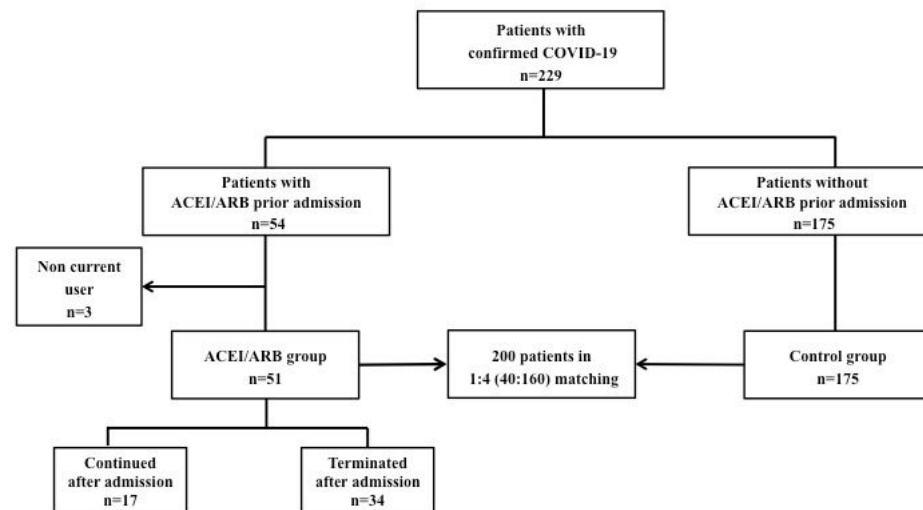 Patients with
confirmed COVID-19
n=229
Patients with
ACEI/ARB prior admission
n=54
Patients without
ACEI/ARB prior admission
n=175
Non current
user
n=3
ACEI/ARB group
n=51
200 patients in
1:4 (40:160) matching
Control group
n=175
Continued
after admission
n=17
Terminated
after admission
n=34